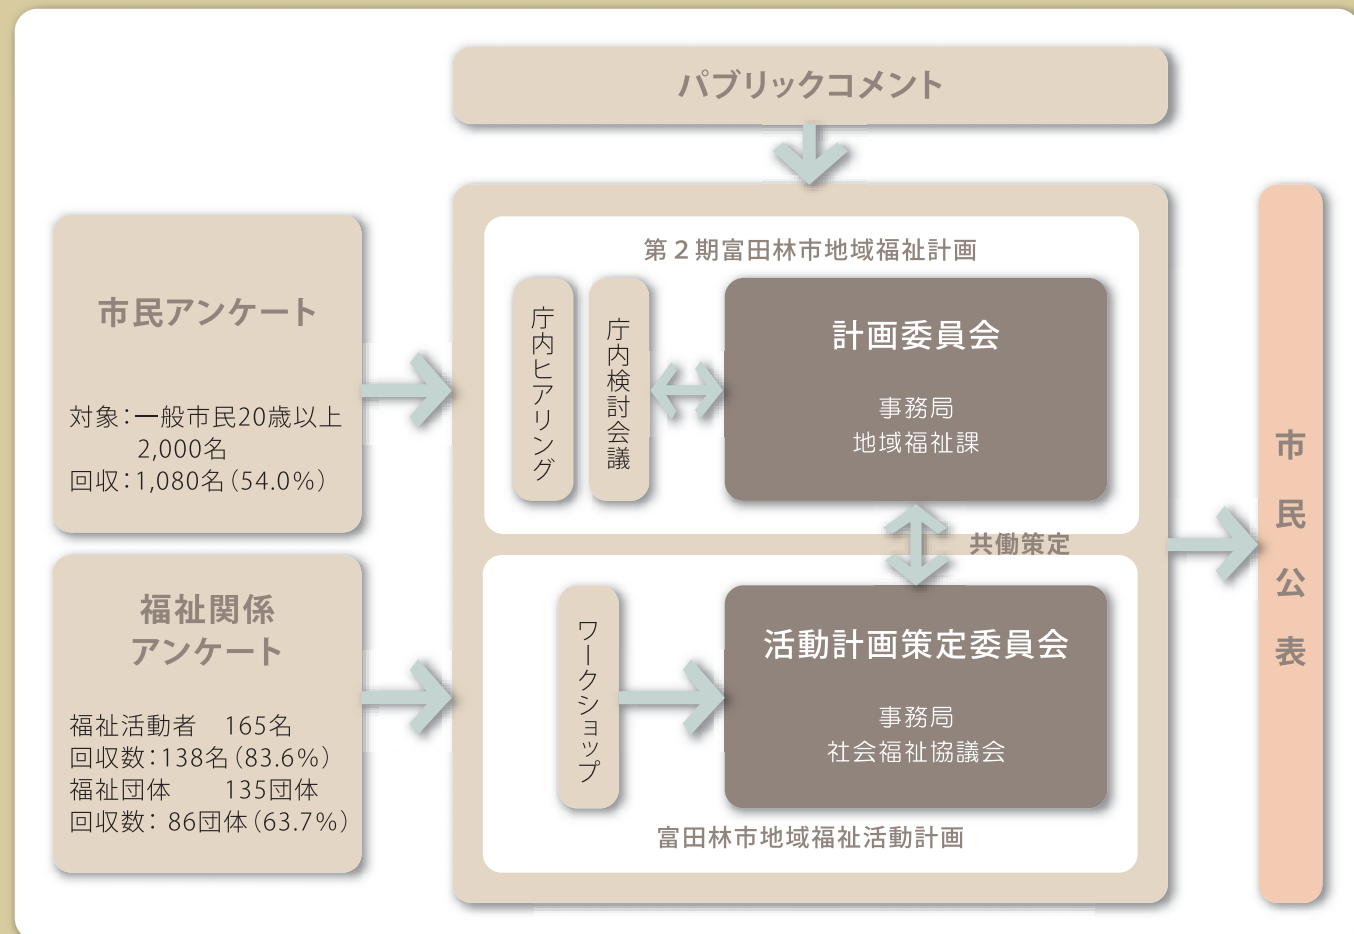 パブリックコメント
市民アンケート
対象：一般市民20歳以上
2,000名
回収：1,080名（54.0％）
福祉関係
アンケート
福祉活動者　165名
回収数：138名（83.6％）
福祉団体　　135団体
回収数： 86団体（63.7％）
第２期富田林市地域福祉計画
庁内ヒアリング
庁内検討会議
計画委員会
事務局
地域福祉課
共働策定
ワークショップ
活動計画策定委員会
事務局
社会福祉協議会
富田林市地域福祉活動計画
市民公表